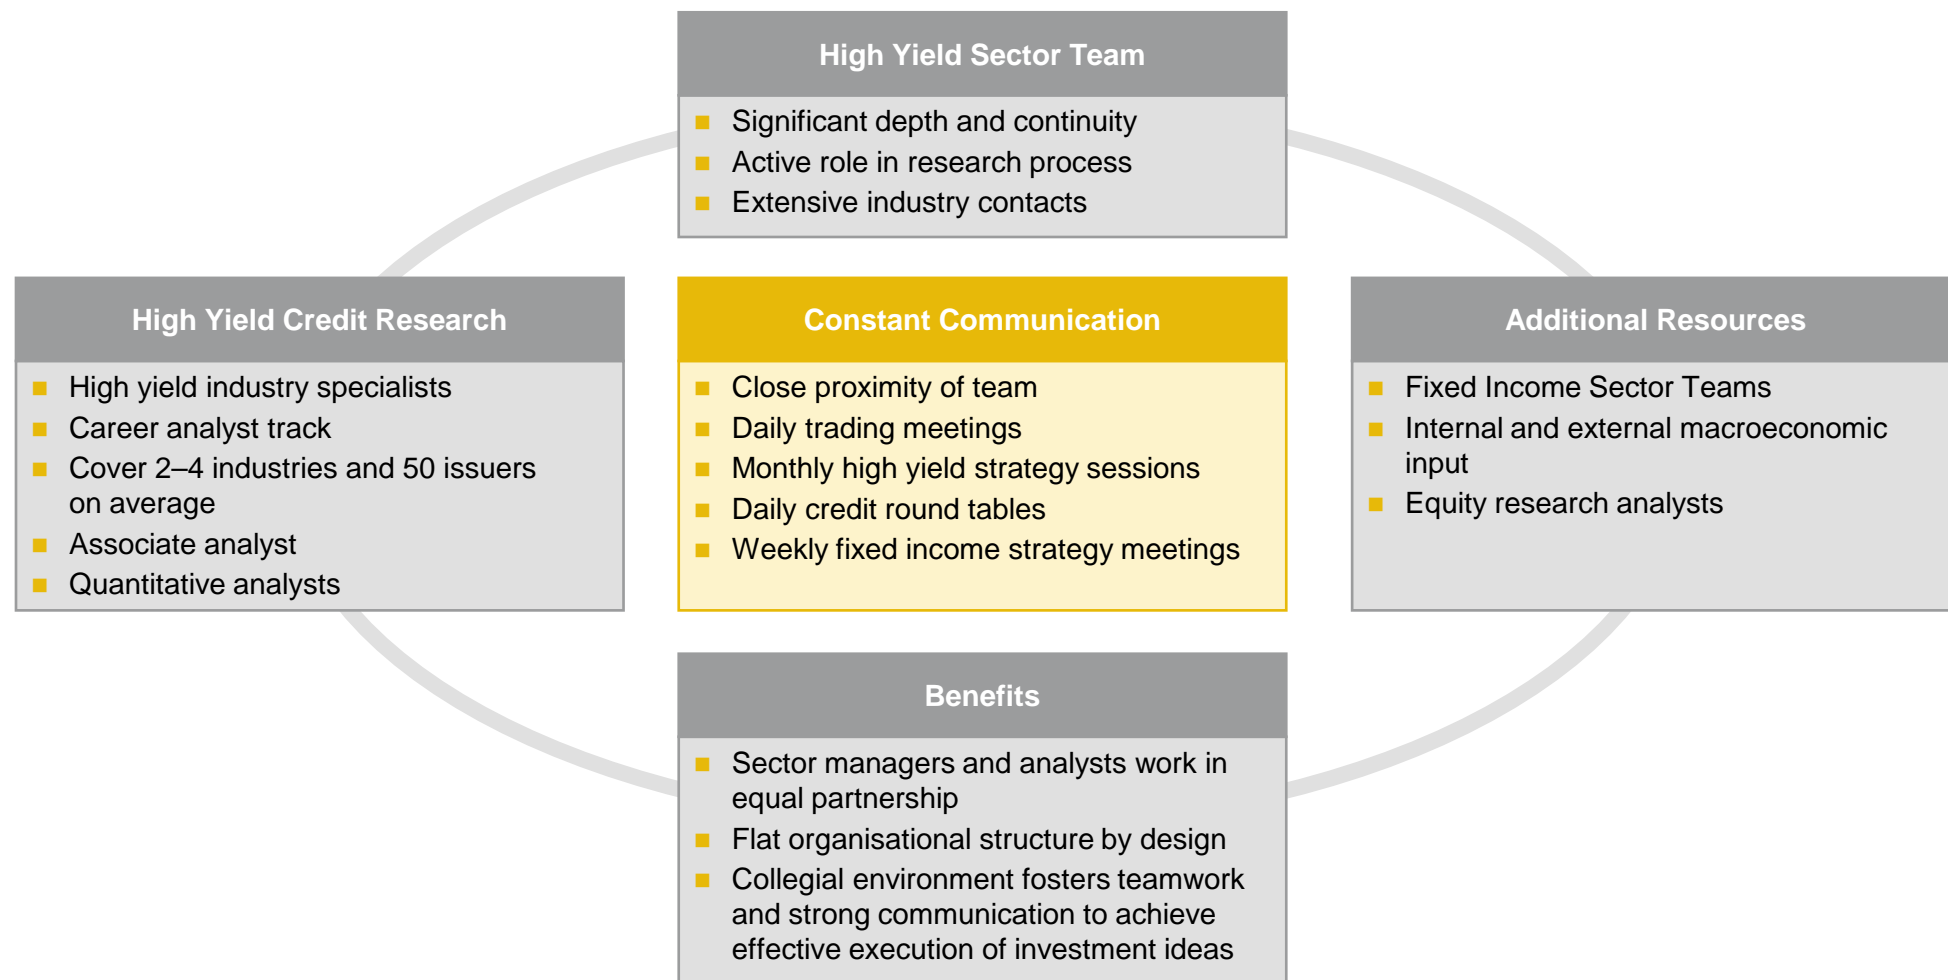 High Yield Sector Team
■ Significant depth and continuity
■ Active role in research process
■ Extensive industry contacts
High Yield Credit Research
■ High yield industry specialists
■ Career analyst track
■ Cover 2–4 industries and 50 issuers
on average
■ Associate analyst
■ Quantitative analysts
Constant Communication
■ Close proximity of team
■ Daily trading meetings
■ Monthly high yield strategy sessions
■ Daily credit round tables
■ Weekly fixed income strategy meetings
Additional Resources
■ Fixed Income Sector Teams
■ Internal and external macroeconomic
input
■ Equity research analysts
Benefits
■ Sector managers and analysts work in
equal partnership
■ Flat organisational structure by design
■ Collegial environment fosters teamwork
and strong communication to achieve
effective execution of investment ideas